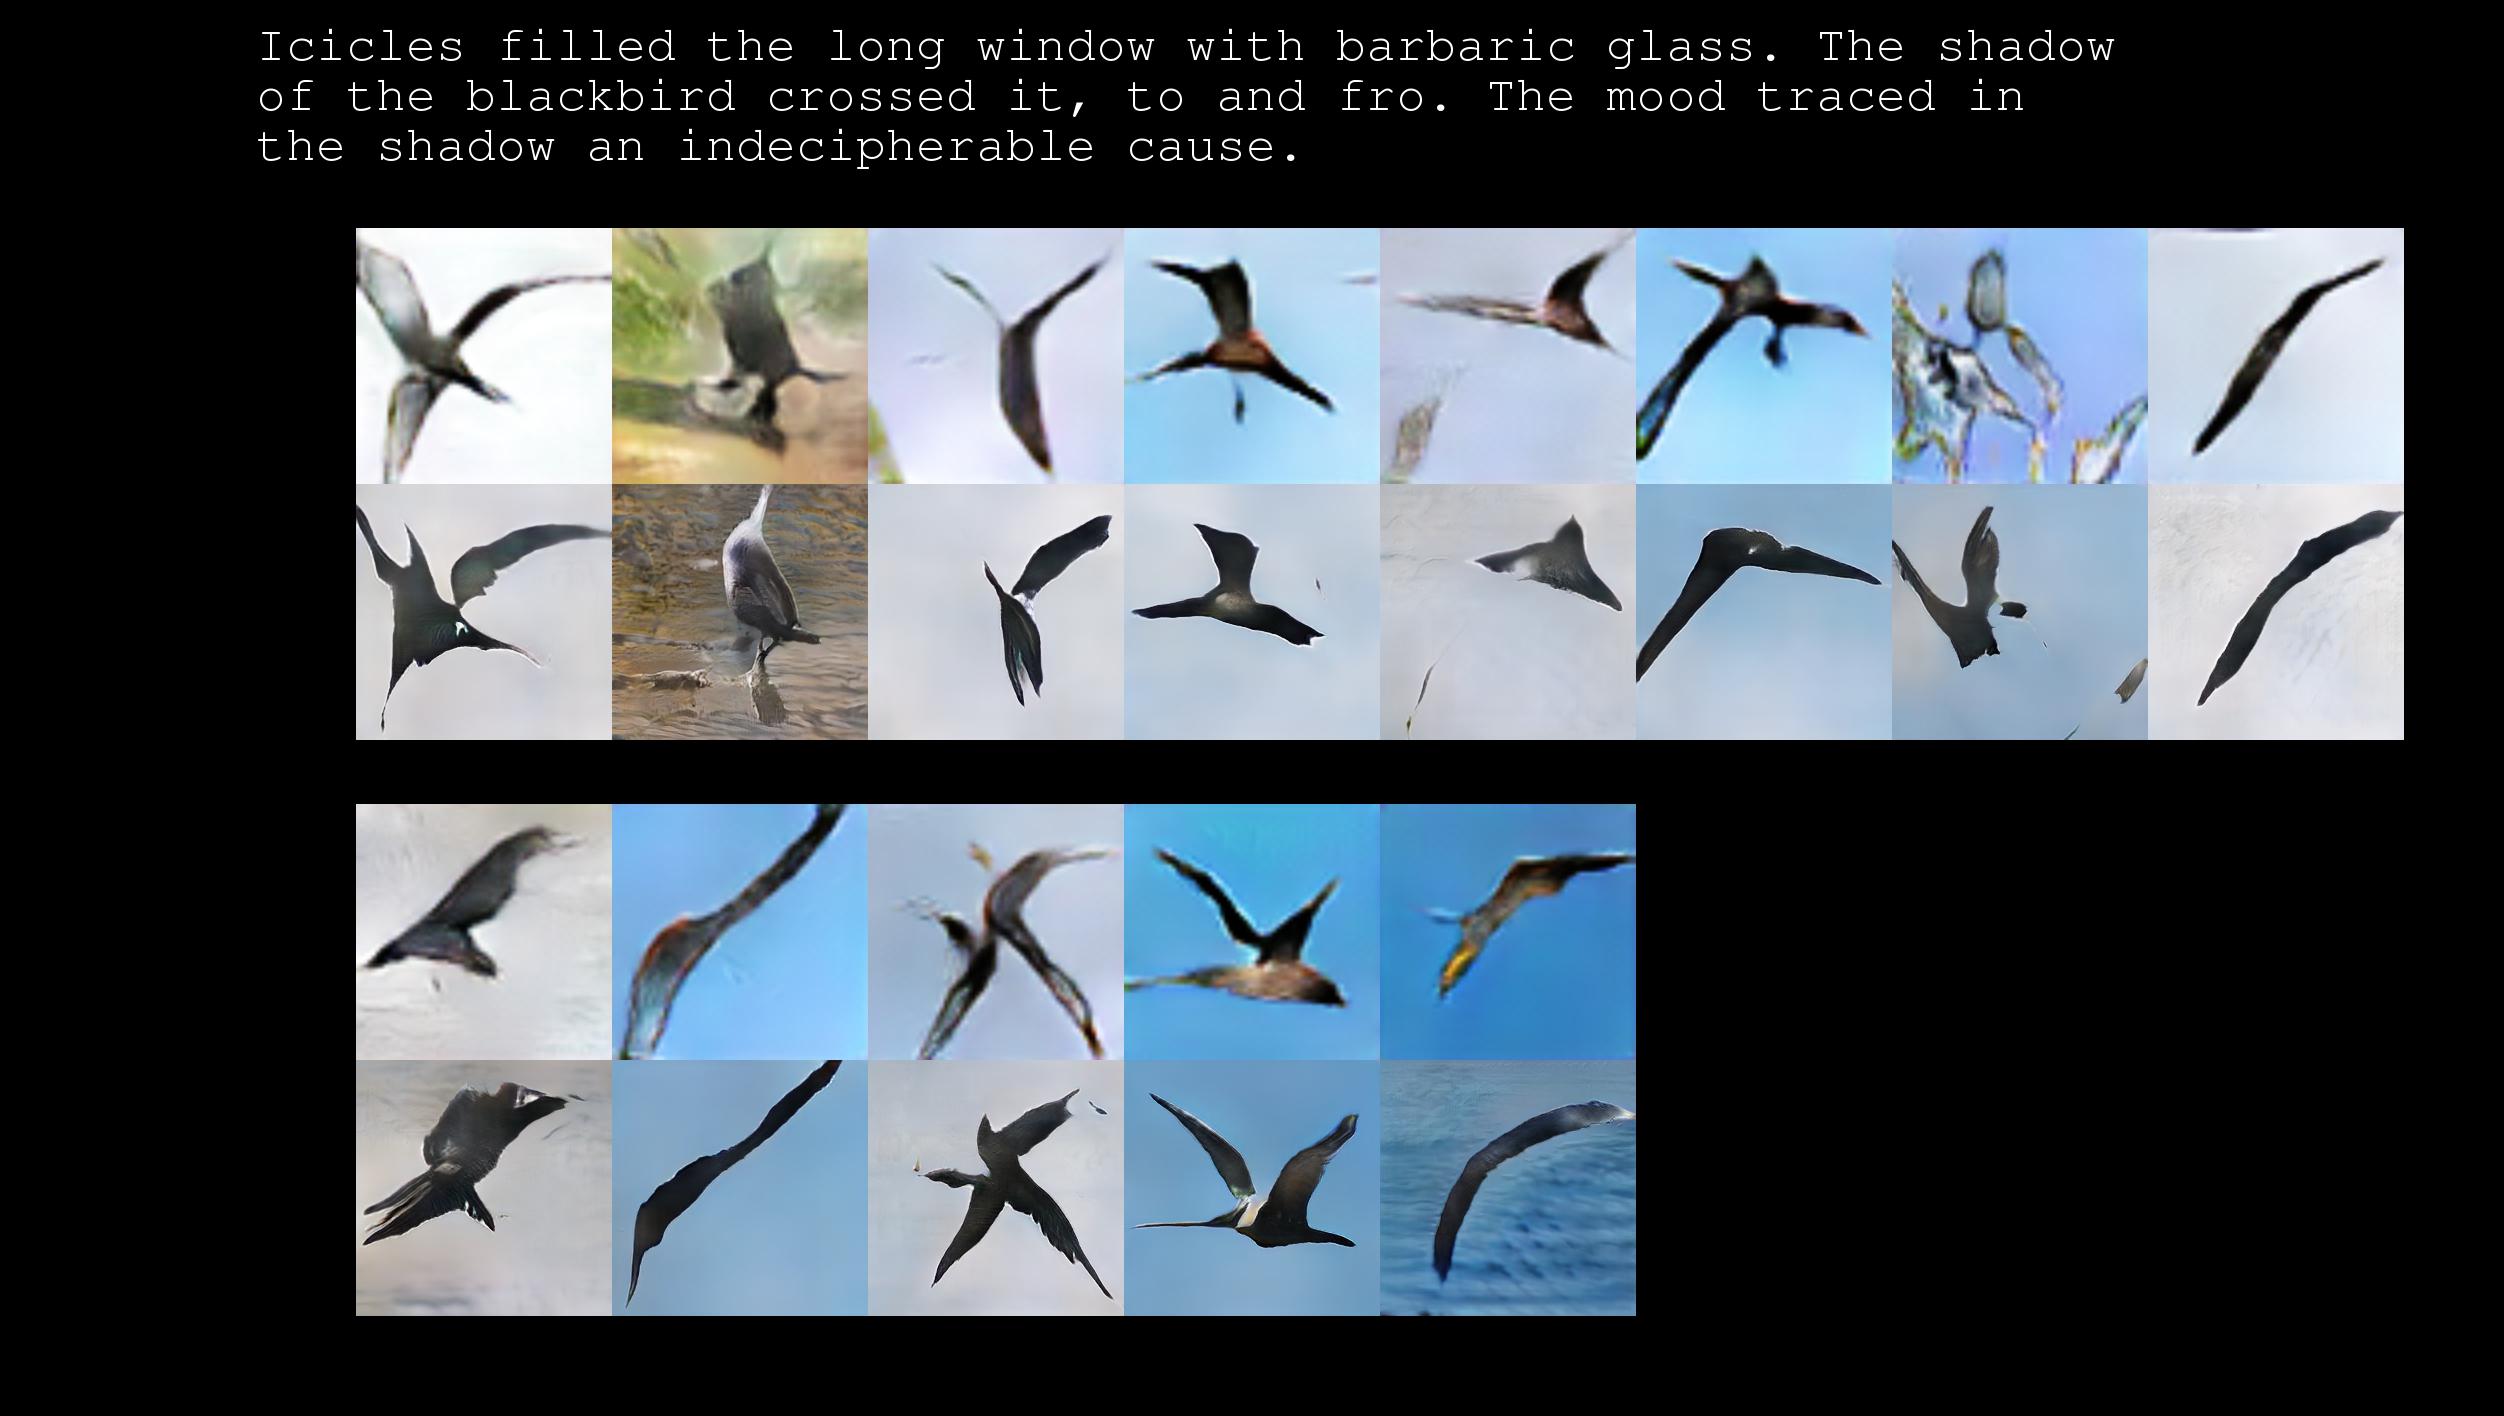 Icicles filled the long window with barbaric glass. The shadow
of the blackbird crossed it, to and fro. The mood traced in
the shadow an indecipherable cause.